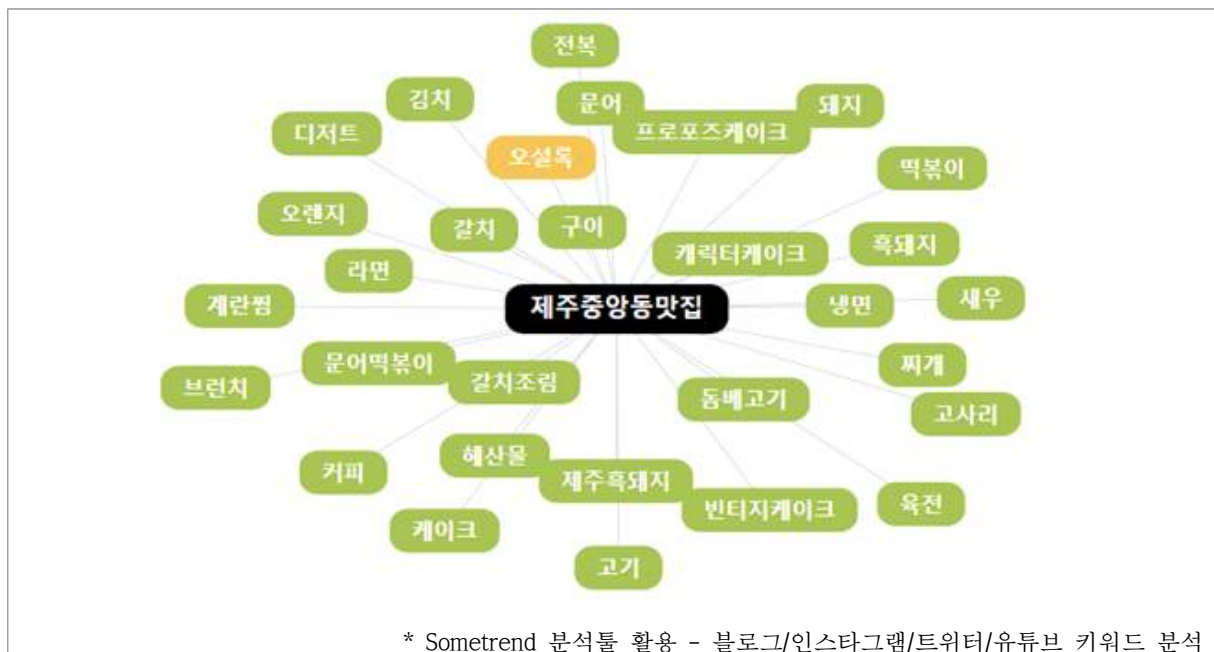 전복
김치
문어
돼지
디저트
프로포즈케이크
오설록
떡볶이
오렌지
갈치
구이
캐릭터케이크
흑돼지
라면
계란찜
제주중앙동맛집
냉면
새우
문어떡볶이
갈치조림
찌개
브런치
돔베고기
고사리
커피
해산물
제주흑돼지
빈티지케이크
육전
케이크
고기
* Sometrend 분석툴 활용 - 블로그/인스타그램/트위터/유튜브 키워드 분석